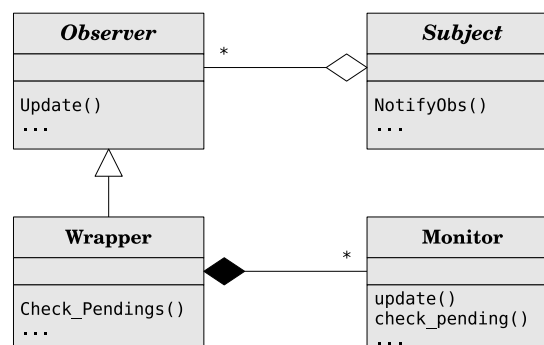 Observer
*
Subject
Update()
...
NotifyObs()
...
Wrapper
*
Monitor
Check_Pendings()
...
update()
check_pending()
...